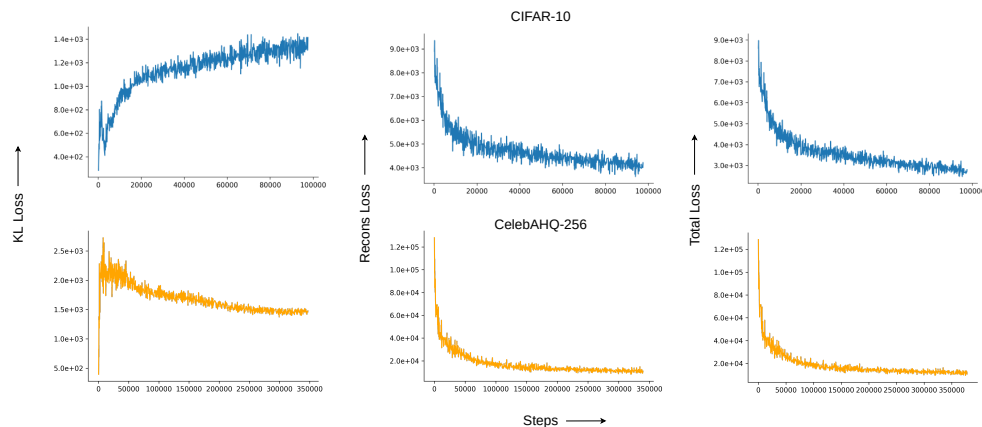 CIFAR-10
1.4e+03
1.2e+03
1.0e+03
8.0e+02
6.0e+02
4.0e+02
0 20000 40000 60000 80000 100000
KL Loss
9.0e+03
8.0e+03
7.0e+03
6.0e+03
5.0e+03
4.0e+03
0 20000 40000 60000 80000 100000
Recons Loss
9.0e+03
8.0e+03
7.0e+03
6.0e+03
5.0e+03
4.0e+03
3.0e+03
0 20000 40000 60000 80000 100000
Total Loss
CelebAHQ-256
2.5e+03
2.0e+03
1.5e+03
1.0e+03
5.0e+02
0 50000 100000 150000 200000 250000 300000 350000
1.2e+05
1.0e+05
8.0e+04
6.0e+04
4.0e+04
2.0e+04
0 50000 100000 150000 200000 250000 300000 350000
1.2e+05
1.0e+05
8.0e+04
6.0e+04
4.0e+04
2.0e+04
0 50000 100000 150000 200000 250000 300000 350000
Steps